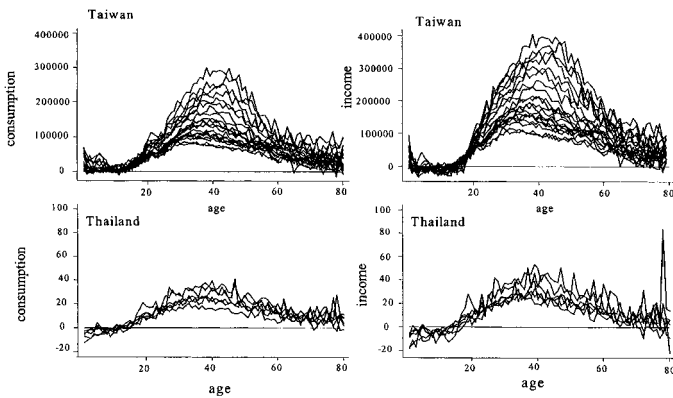 Taiwan
400000
300000
200000
100000
0
consumption
20 40 60 80
age
Taiwan
400000
300000
200000
100000
0
income
20 40 60 80
age
Thailand
100
80
60
40
20
0
-20
consumption
20 40 60 80
age
Thailand
100
80
60
40
20
0
-20
income
20 40 60 80
age